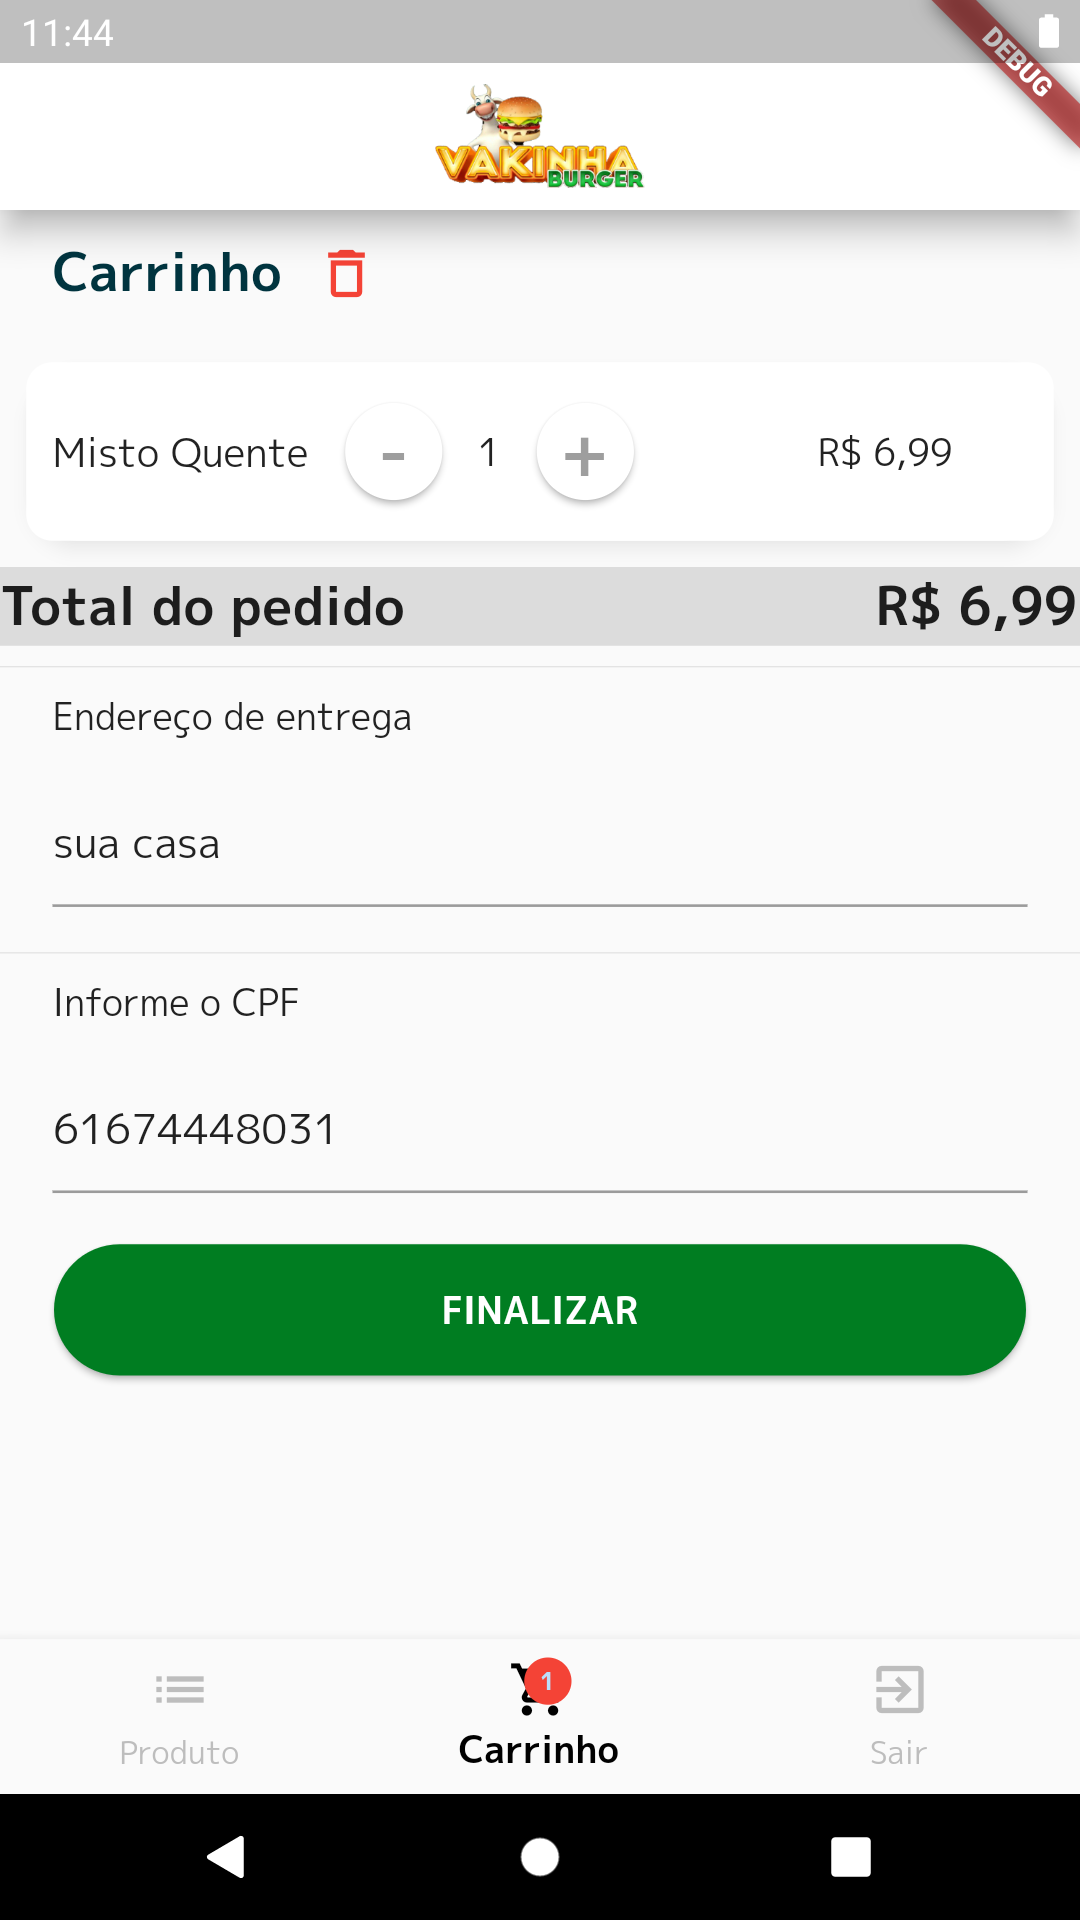 11:44
DEBUG
VAKINHA
BURGER
Carrinho
Misto Quente - 1 + R$ 6,99
Total do pedido R$ 6,99
Endereço de entrega
sua casa
Informe o CPF
61674448031
FINALIZAR
1
Produto Carrinho Sair